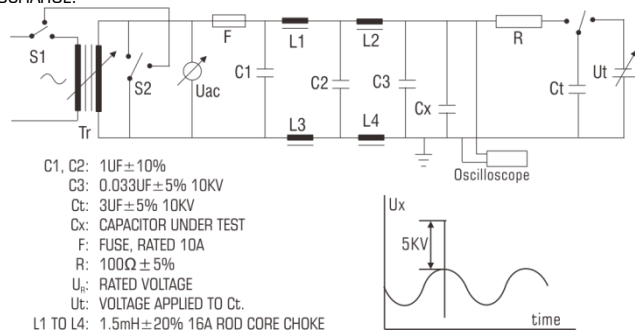 S1
Tr
S2
Uac
F
C1
L1
L3
C2
L2
L4
C3
Cx
R
Ct
Ut
Oscilloscope
C1, C2: 1UF±10%
C3: 0.033UF±5% 10KV
Ct: 3UF±5% 10KV
Cx: CAPACITOR UNDER TEST
F: FUSE, RATED 10A
R: 100Ω±5%
UR: RATED VOLTAGE
Ut: VOLTAGE APPLIED TO Ct.
L1 TO L4: 1.5mH±20% 16A ROD CORE CHOKE
Ux
5KV
time